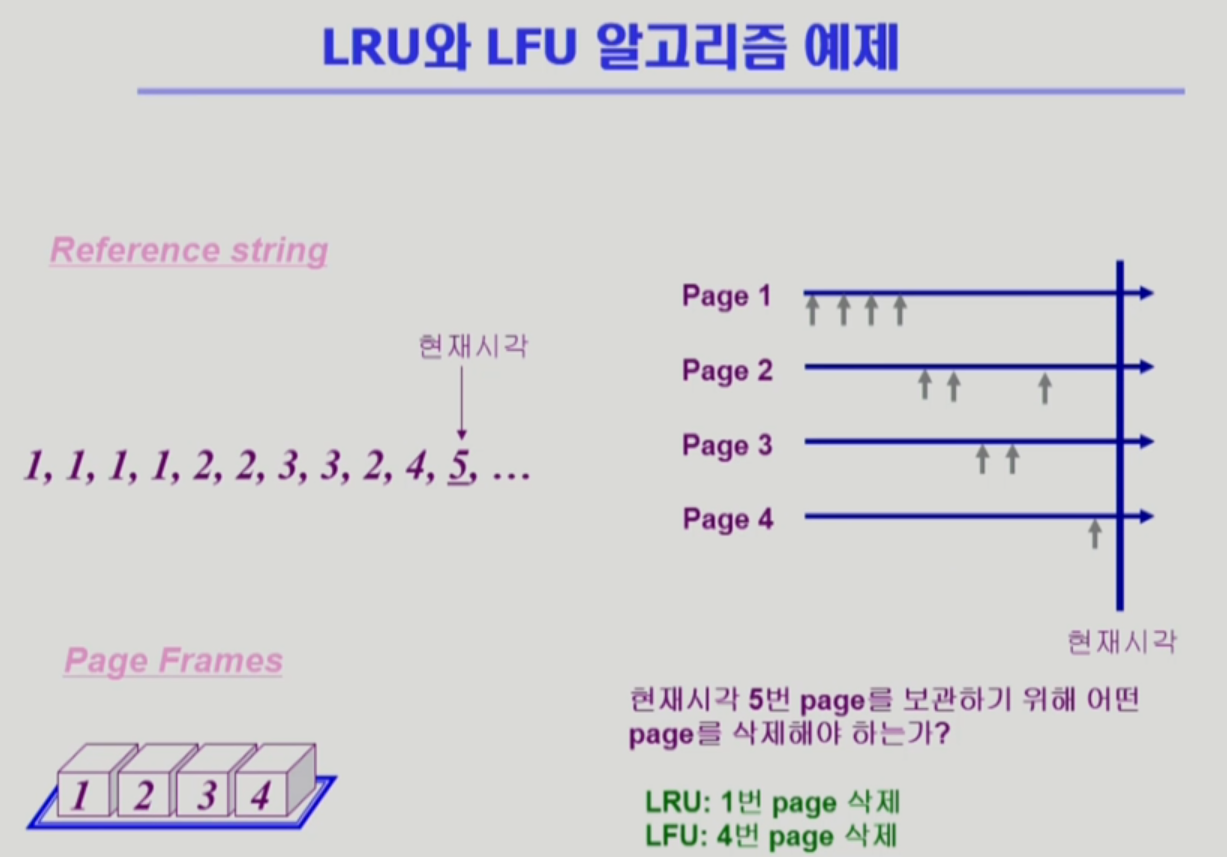 LRU와 LFU 알고리즘 예제
Reference string
현재시각
1, 1, 1, 1, 2, 2, 3, 3, 2, 4, 5, ...
Page Frames
1 2 3 4
Page 1
Page 2
Page 3
Page 4
현재시각
현재시각 5번 page를 보관하기 위해 어떤
page를 삭제해야 하는가?
LRU: 1번 page 삭제
LFU: 4번 page 삭제